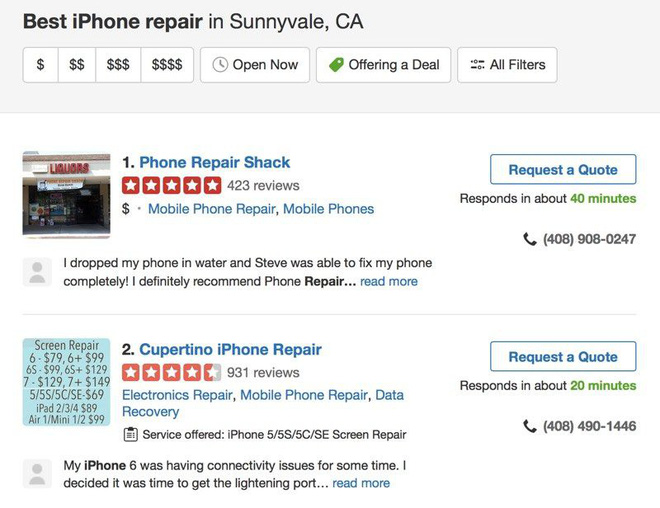 Best iPhone repair in Sunnyvale, CA
$ $$ $$$ $$$$ Open Now Offering a Deal All Filters
LIQUORS
1. Phone Repair Shack
423 reviews
$ · Mobile Phone Repair, Mobile Phones
Request a Quote
Responds in about 40 minutes
(408) 908-0247
I dropped my phone in water and Steve was able to fix my phone
completely! I definitely recommend Phone Repair... read more
Screen Repair
6 - $79, 6+ $99
6S - $99, 6S+ $129
7 - $129, 7+ $149
5/5S/5C/SE-$69
iPad 2/3/4 $89
Air 1/Mini 1/2 $99
2. Cupertino iPhone Repair
931 reviews
Electronics Repair, Mobile Phone Repair, Data
Recovery
Service offered: iPhone 5/5S/5C/SE Screen Repair
Request a Quote
Responds in about 20 minutes
(408) 490-1446
My iPhone 6 was having connectivity issues for some time. I
decided it was time to get the lightening port... read more